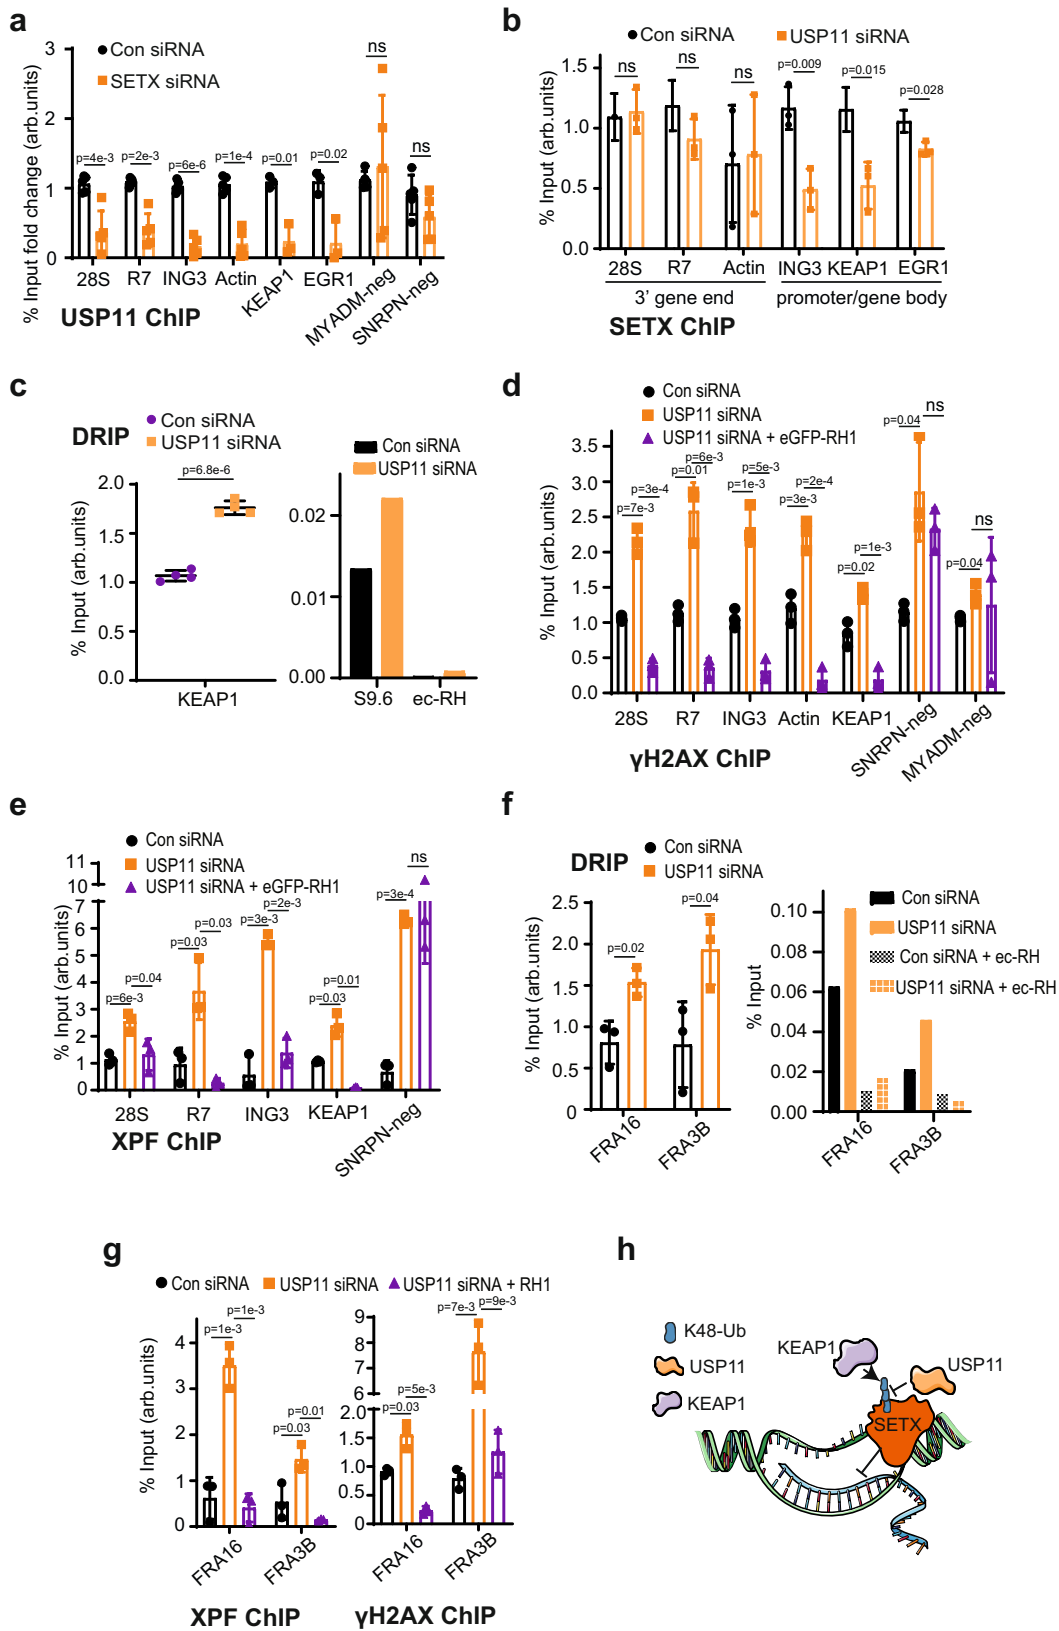 a
Con siRNA
SETX siRNA
ns
3
2
1
0
% Input fold change (arb.units)
p=4e-3
p=2e-3
p=6e-6
p=1e-4
p=0.01
p=0.02
ns
28S
R7
ING3
Actin
KEAP1
EGR1
MYADM-neg
SNRPN-neg
USP11 ChIP
b
Con siRNA
USP11 siRNA
ns
ns
ns
p=0.009
p=0.015
p=0.028
1.5
1.0
0.5
0.0
% Input (arb.units)
28S
R7
Actin
ING3
KEAP1
EGR1
3' gene end
promoter/gene body
SETX ChIP
c
DRIP
Con siRNA
USP11 siRNA
p=6.8e-6
2.0
1.5
1.0
0.5
0.0
% Input (arb.units)
KEAP1
Con siRNA
USP11 siRNA
0.02
0.01
0.00
S9.6
ec-RH
d
Con siRNA
USP11 siRNA
USP11 siRNA + eGFP-RH1
ns
p=0.04
p=6e-3
p=0.01
p=5e-3
p=3e-4
p=1e-3
p=2e-4
p=7e-3
p=3e-3
ns
p=1e-3
p=0.02
p=0.04
3.5
3.0
2.5
2.0
1.5
1.0
0.5
0.0
% Input (arb.units)
28S
R7
ING3
Actin
KEAP1
SNRPN-neg
MYADM-neg
γH2AX ChIP
e
Con siRNA
USP11 siRNA
USP11 siRNA + eGFP-RH1
ns
11
10
7
6
5
4
3
2
1
0
% Input (arb.units)
p=3e-4
p=2e-3
p=3e-3
p=0.03
p=0.03
p=0.04
p=0.01
p=6e-3
p=0.03
28S
R7
ING3
KEAP1
SNRPN-neg
XPF ChIP
f
DRIP
Con siRNA
USP11 siRNA
p=0.04
p=0.02
2.5
2.0
1.5
1.0
0.5
0
% Input (arb.units)
FRA16
FRA3B
Con siRNA
USP11 siRNA
Con siRNA + ec-RH
USP11 siRNA + ec-RH
0.10
0.08
0.06
0.04
0.02
0.00
% Input
FRA16
FRA3B
g
Con siRNA
USP11 siRNA
USP11 siRNA + RH1
p=1e-3
p=1e-3
p=0.01
p=0.03
4
3
2
1
0
% Input (arb.units)
FRA16
FRA3B
XPF ChIP
p=7e-3
p=9e-3
p=5e-3
p=0.03
9
8
7
6
2.0
1.5
1.0
0.5
0
FRA16
FRA3B
γH2AX ChIP
h
K48-Ub
USP11
KEAP1
KEAP1
USP11
SETX